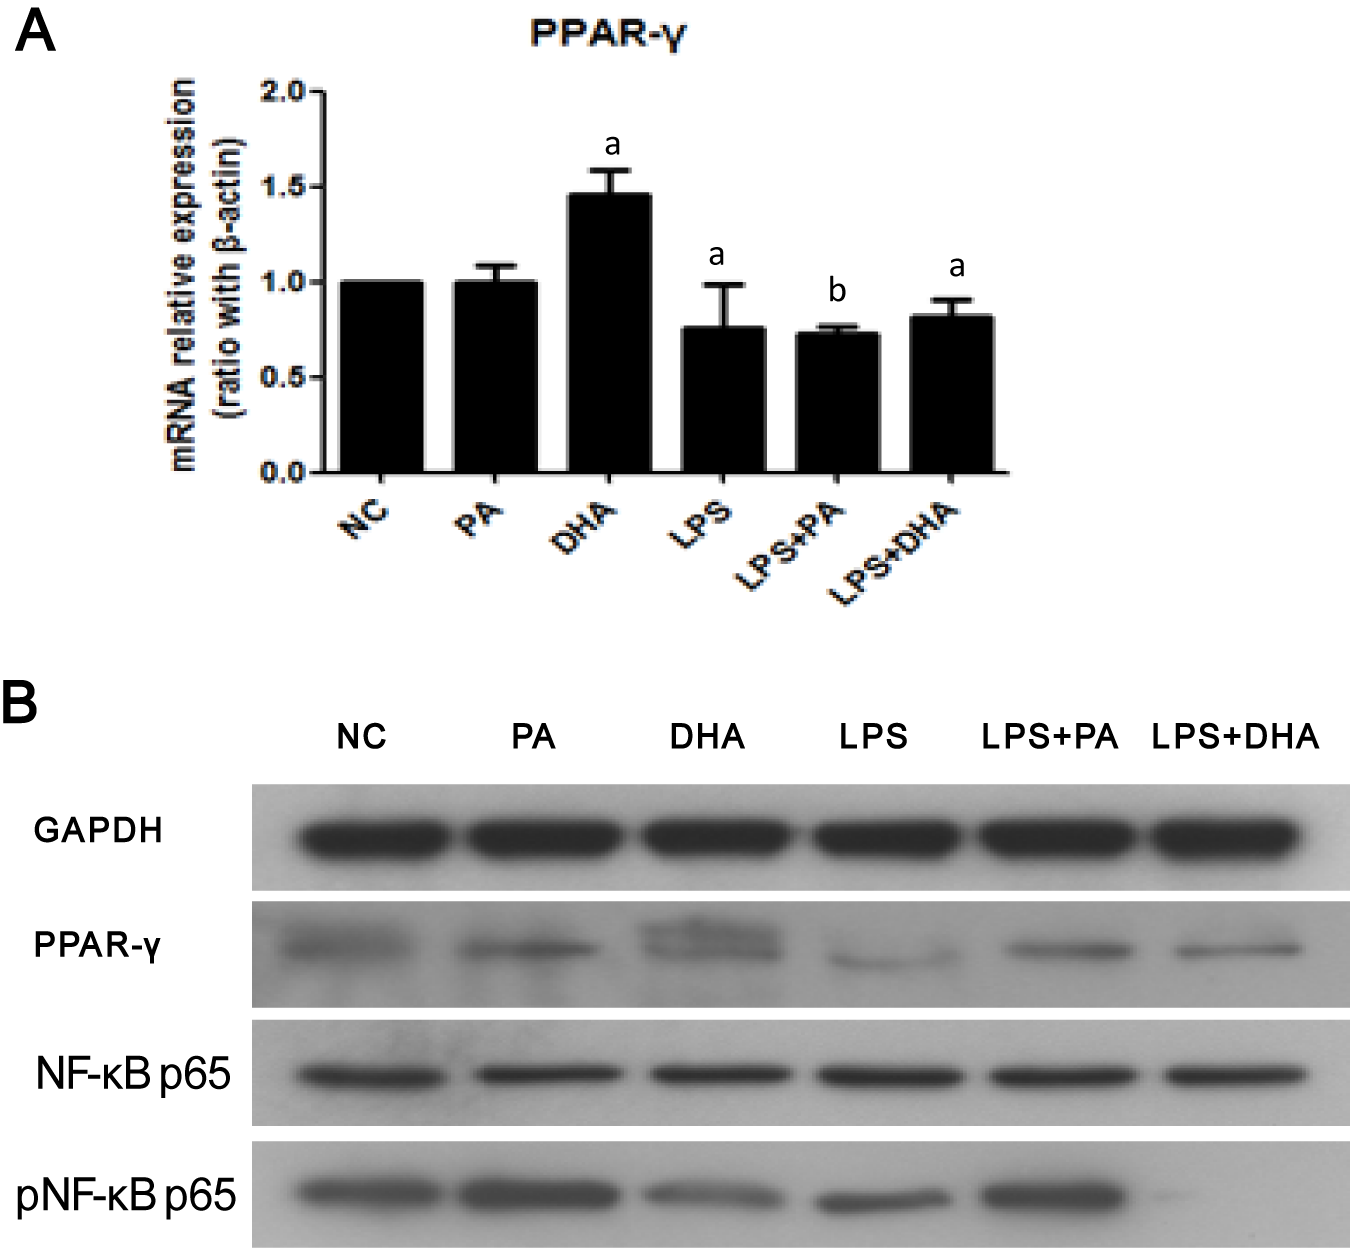 A
PPAR-γ
mRNA relative expression
(ratio with β-actin)
2.0
1.5
1.0
0.5
0.0
a
a
b
a
NC
PA
DHA
LPS
LPS+PA
LPS+DHA
B
NC PA DHA LPS LPS+PA LPS+DHA
GAPDH
PPAR-γ
NF-κB p65
pNF-κB p65